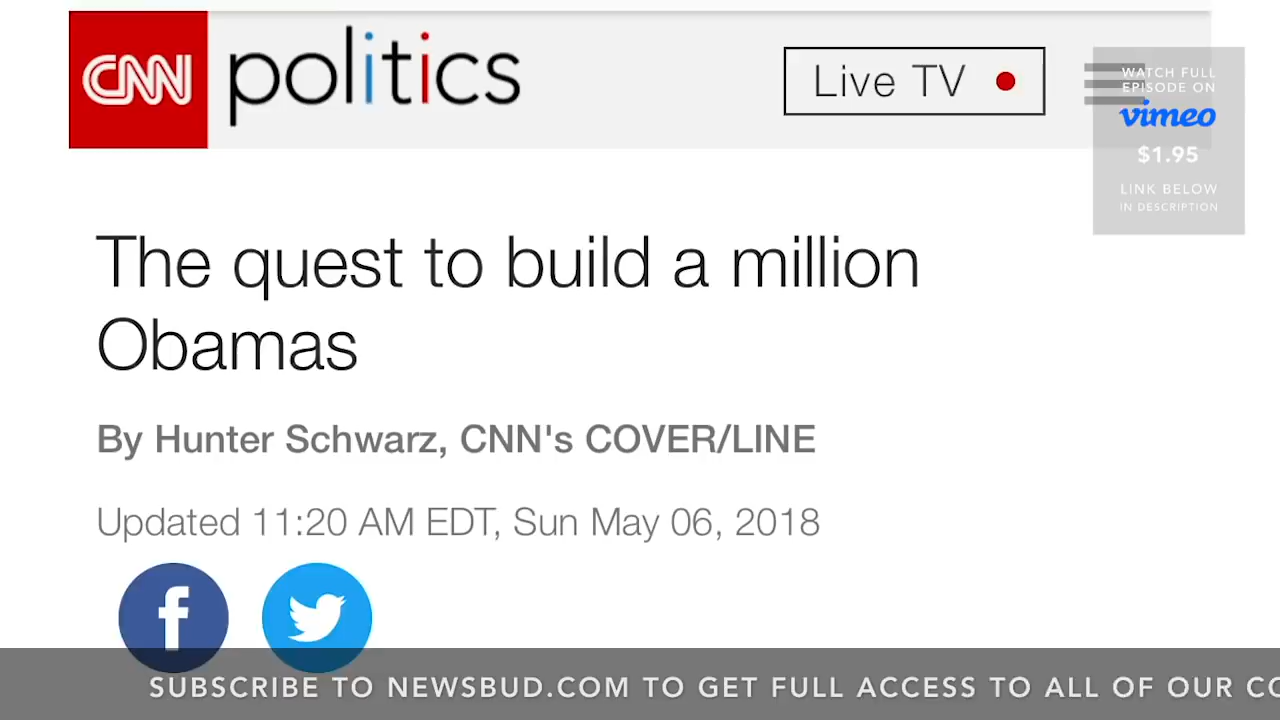 CNN politics
Live TV
WATCH FULL
EPISODE ON
vimeo
$1.95
LINK BELOW
IN DESCRIPTION
The quest to build a million
Obamas
By Hunter Schwarz, CNN's COVER/LINE
Updated 11:20 AM EDT, Sun May 06, 2018
SUBSCRIBE TO NEWSBUD.COM TO GET FULL ACCESS TO ALL OF OUR